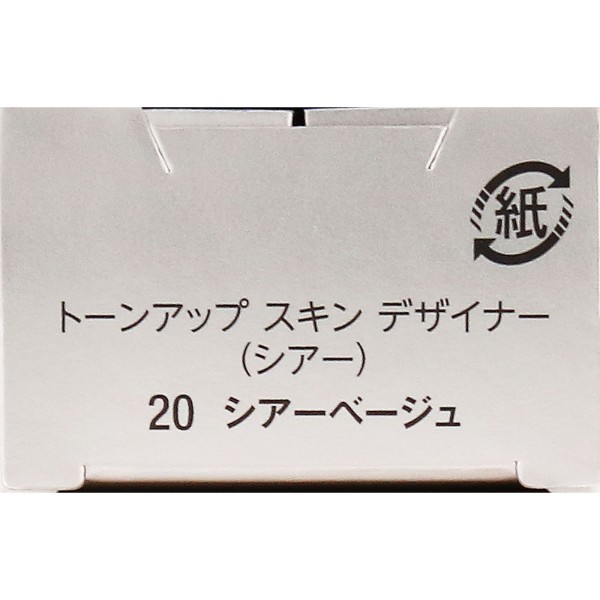 紙
トーンアップ スキン デザイナー
(シアー)
20 シアーベージュ